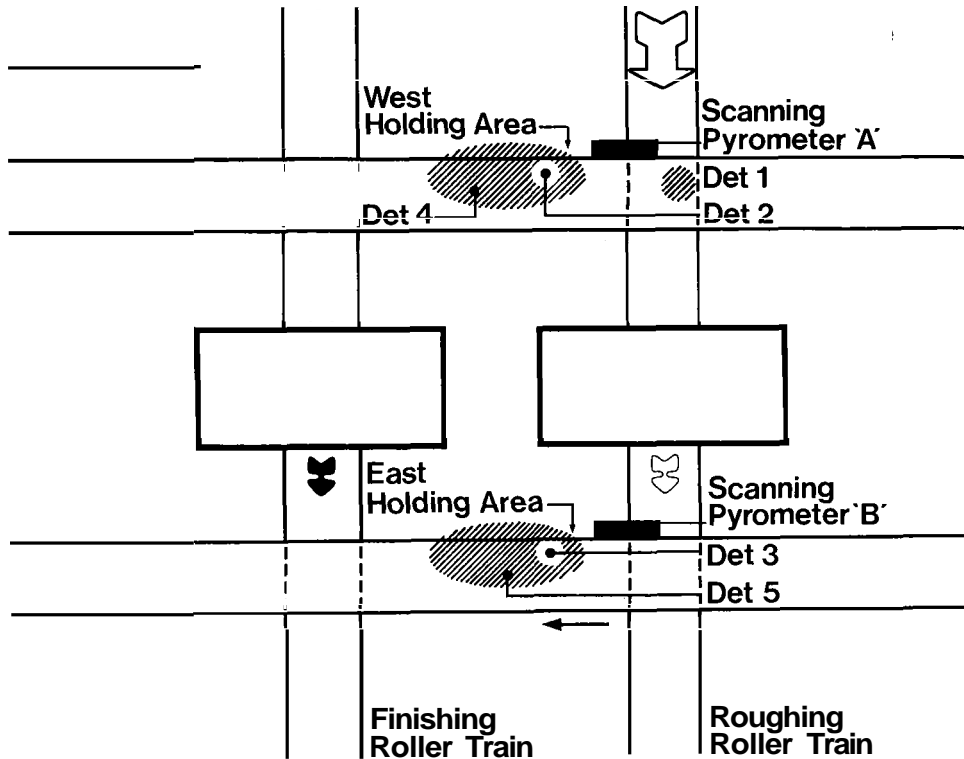 West
Holding Area
Scanning
Pyrometer `A´
Det 1
Det 4
Det 2
East
Holding Area
Scanning
Pyrometer `B´
Det 3
Det 5
Finishing
Roller Train
Roughing
Roller Train